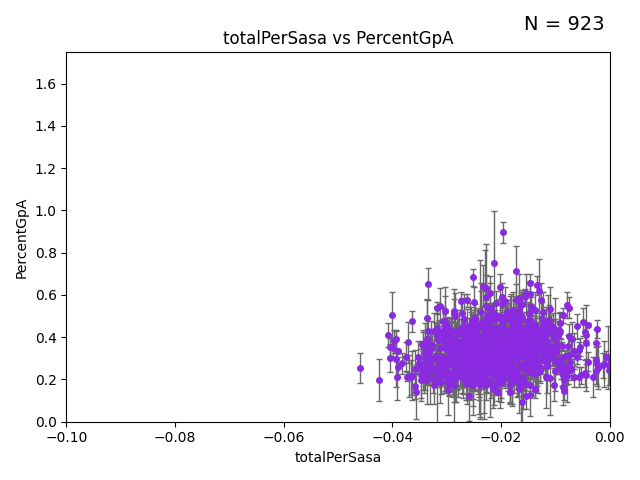 N = 923
totalPerSasa vs PercentGpA
PercentGpA
1.6
1.4
1.2
1.0
0.8
0.6
0.4
0.2
0.0
−0.10 −0.08 −0.06 −0.04 −0.02 0.00
totalPerSasa